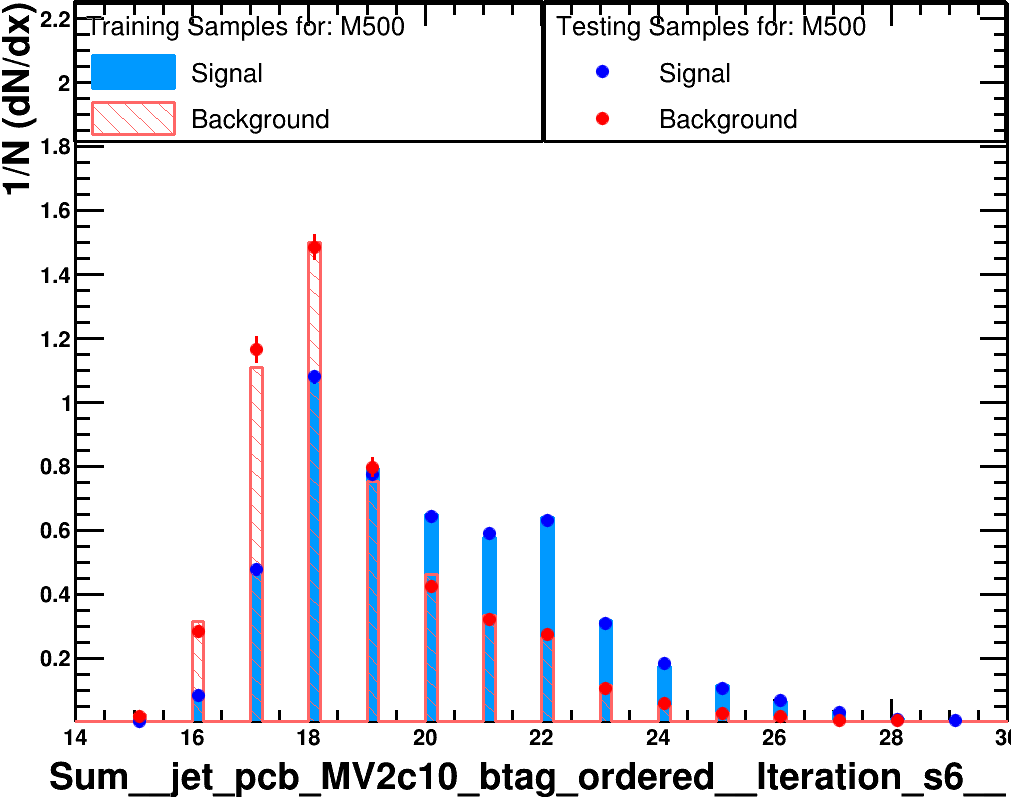 1/N (dN/dx)
Training Samples for: M500
Signal
Background
Testing Samples for: M500
Signal
Background
2.2
2
1.8
1.6
1.4
1.2
1
0.8
0.6
0.4
0.2
14 16 18 20 22 24 26 28 30
Sum__jet_pcb_MV2c10_btag_ordered__Iteration_s6__